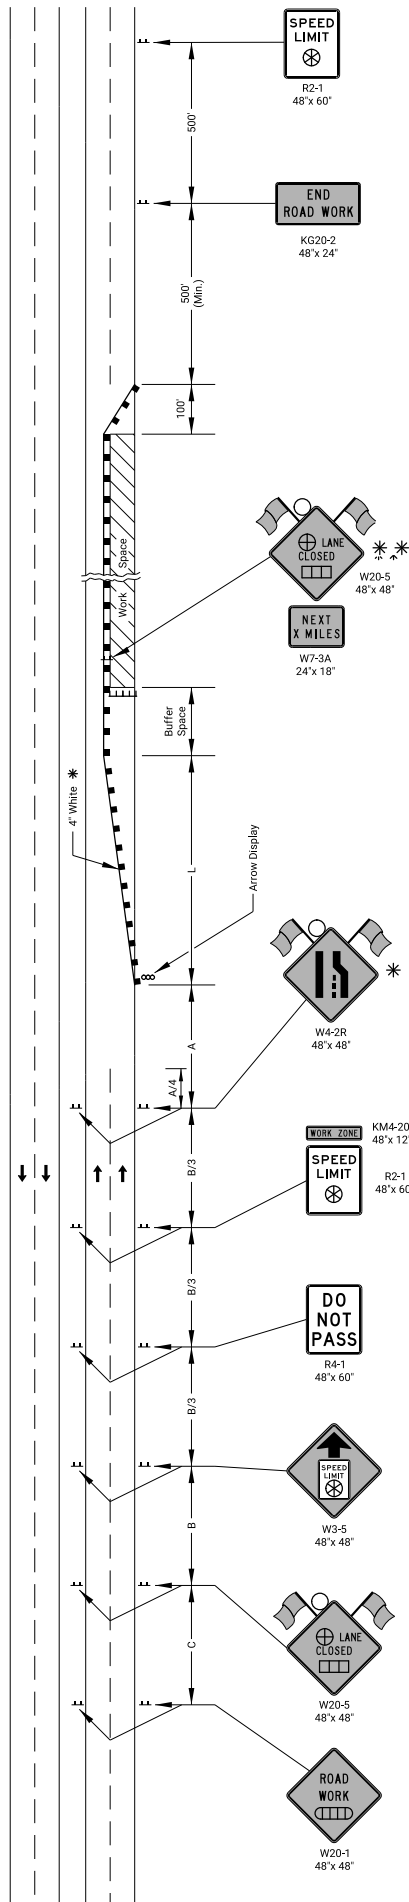 SPEED
LIMIT
R2-1
48"x 60"
500'
END
ROAD WORK
KG20-2
48"x 24"
500'
(Min.)
100'
Work Space
LANE
CLOSED
W20-5
48"x 48"
NEXT
X MILES
W7-3A
24"x 18"
Buffer
Space
4" White
L
Arrow Display
W4-2R
48"x 48"
A
A/4
WORK ZONE
KM4-20
48"x 12"
SPEED
LIMIT
R2-1
48"x 60
B/3
B/3
DO
NOT
PASS
R4-1
48"x 60"
B/3
SPEED
LIMIT
W3-5
48"x 48"
B
LANE
CLOSED
W20-5
48"x 48"
C
ROAD
WORK
W20-1
48"x 48"